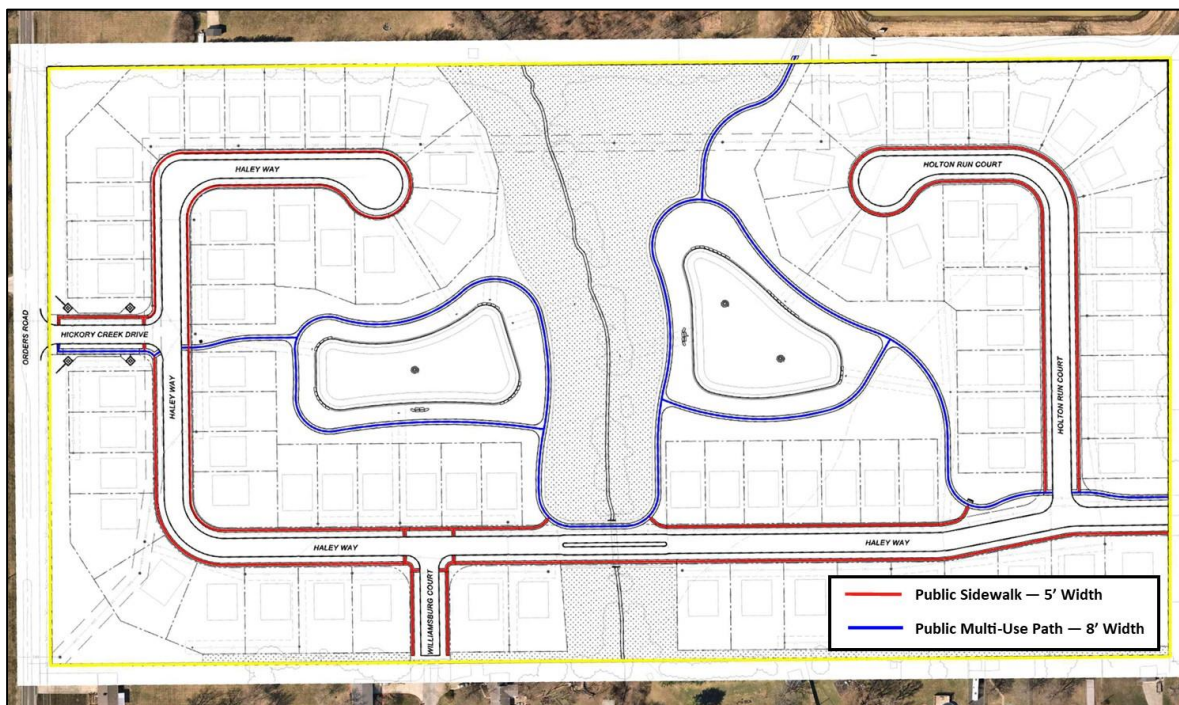 HALEY WAY
HOLTON RUN COURT
ORDERS ROAD
HICKORY CREEK DRIVE
HALEY WAY
HOLTON RUN COURT
HALEY WAY
HALEY WAY
WILLIAMSBURG COURT
Public Sidewalk — 5’ Width
Public Multi-Use Path — 8’ Width